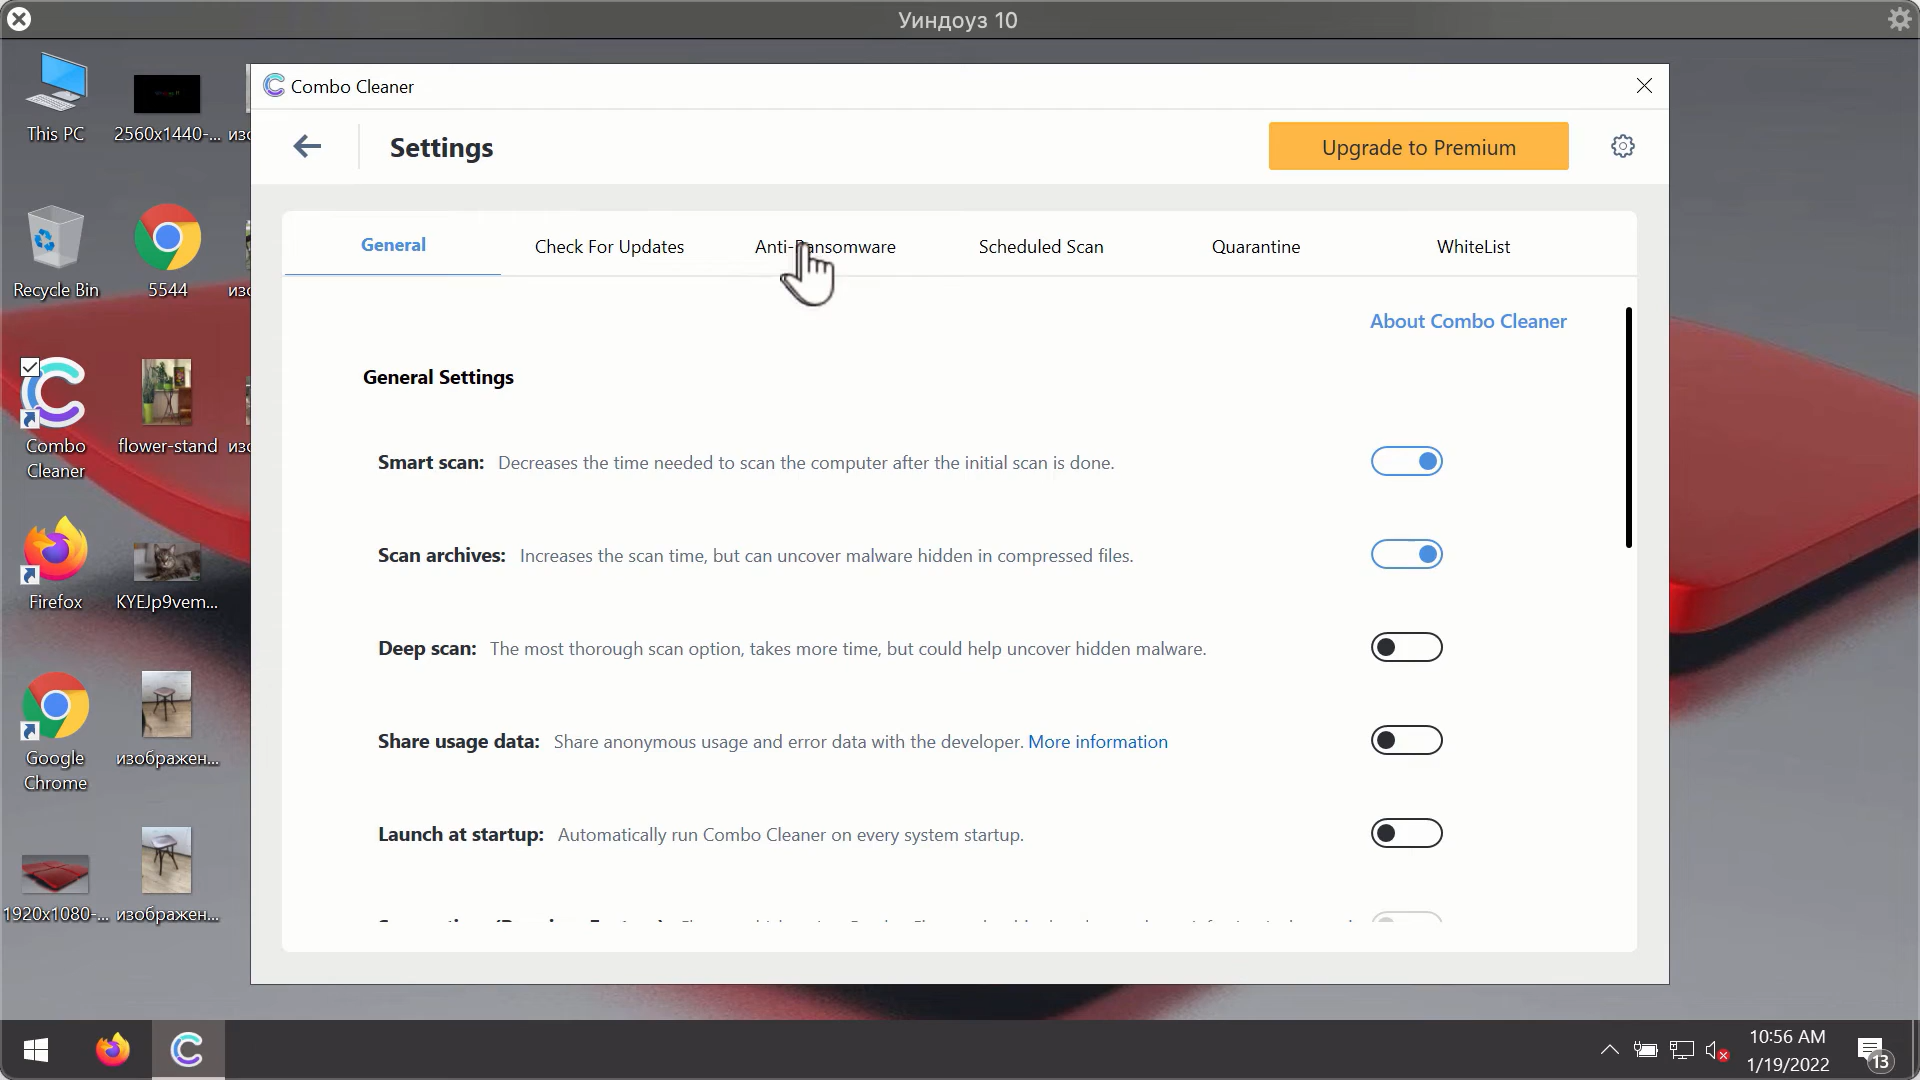 Уиндоуз 10
This PC
2560x1440-...
изо
Recycle Bin
5544
изо
Combo
Cleaner
flower-stand
изо
Firefox
KYEJp9vem...
Google
Chrome
изображен...
1920x1080-...
изображен...
Combo Cleaner
Settings
Upgrade to Premium
General
Check For Updates
Anti-Ransomware
Scheduled Scan
Quarantine
WhiteList
About Combo Cleaner
General Settings
Smart scan: Decreases the time needed to scan the computer after the initial scan is done.
Scan archives: Increases the scan time, but can uncover malware hidden in compressed files.
Deep scan: The most thorough scan option, takes more time, but could help uncover hidden malware.
Share usage data: Share anonymous usage and error data with the developer. More information
Launch at startup: Automatically run Combo Cleaner on every system startup.
10:56 AM
1/19/2022
13